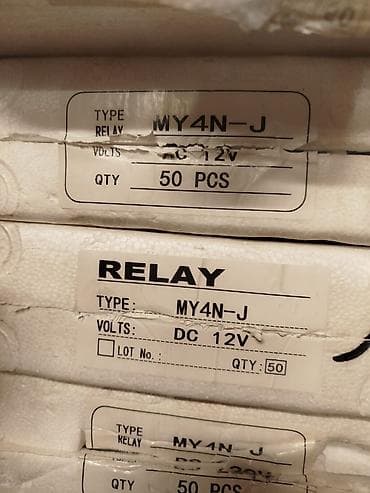 TYPE MY4N-J
RELAY
VOLTS AC 12V
QTY 50 PCS
RELAY
TYPE: MY4N-J
VOLTS: DC 12V
LOT No.: QTY: 50
TYPE
RELAY MY4N-J
QTY 50 PCS